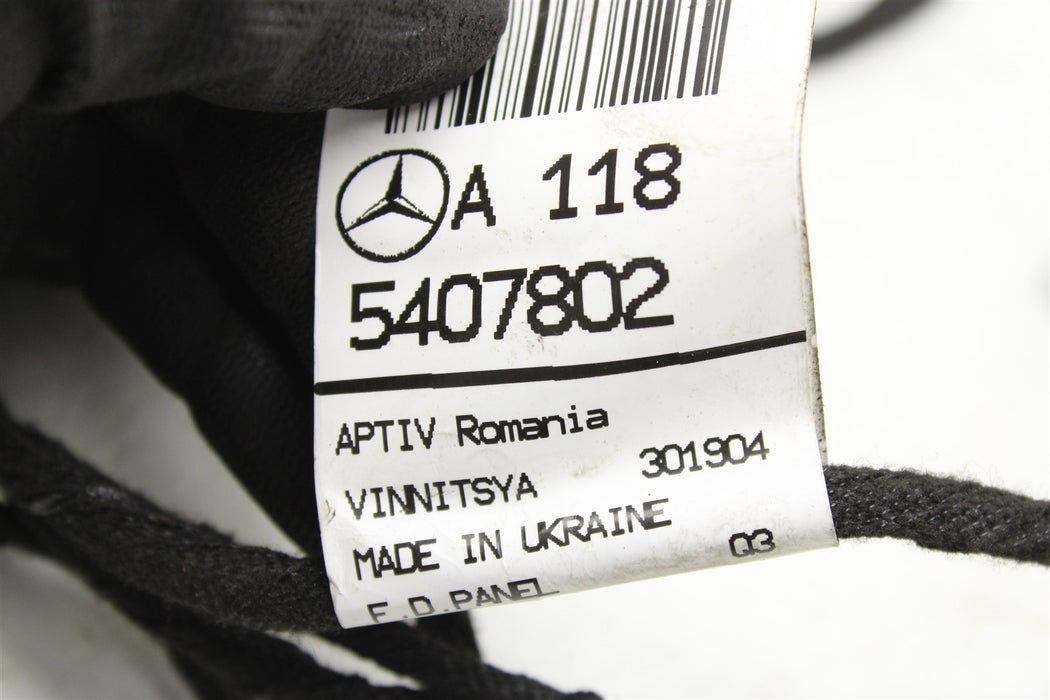 A 118
5407802
APTIV Romania
VINNITSYA 301904
MADE IN UKRAINE
Q3
F.D.PANEL